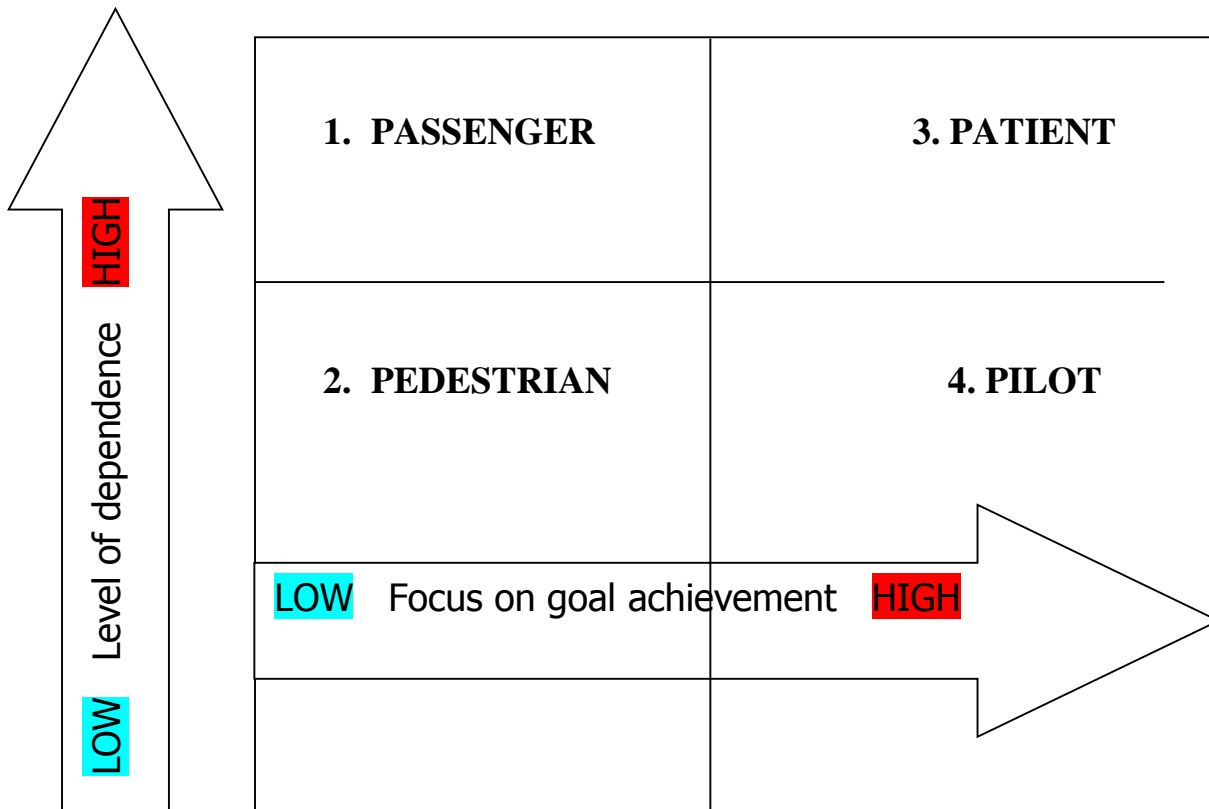 1. PASSENGER
3. PATIENT
2. PEDESTRIAN
4. PILOT
LOW Level of dependence HIGH
LOW Focus on goal achievement HIGH